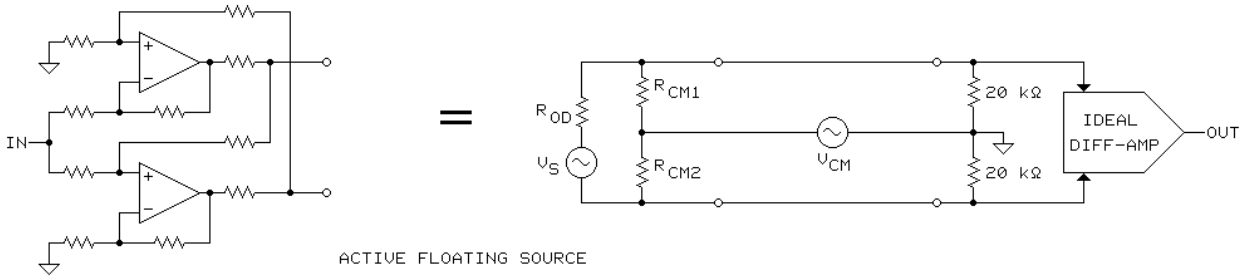 +
−
IN
+
−
=
R OD
V S
R CM1
R CM2
V CM
20 kΩ
20 kΩ
IDEAL
DIFF-AMP
OUT
ACTIVE FLOATING SOURCE